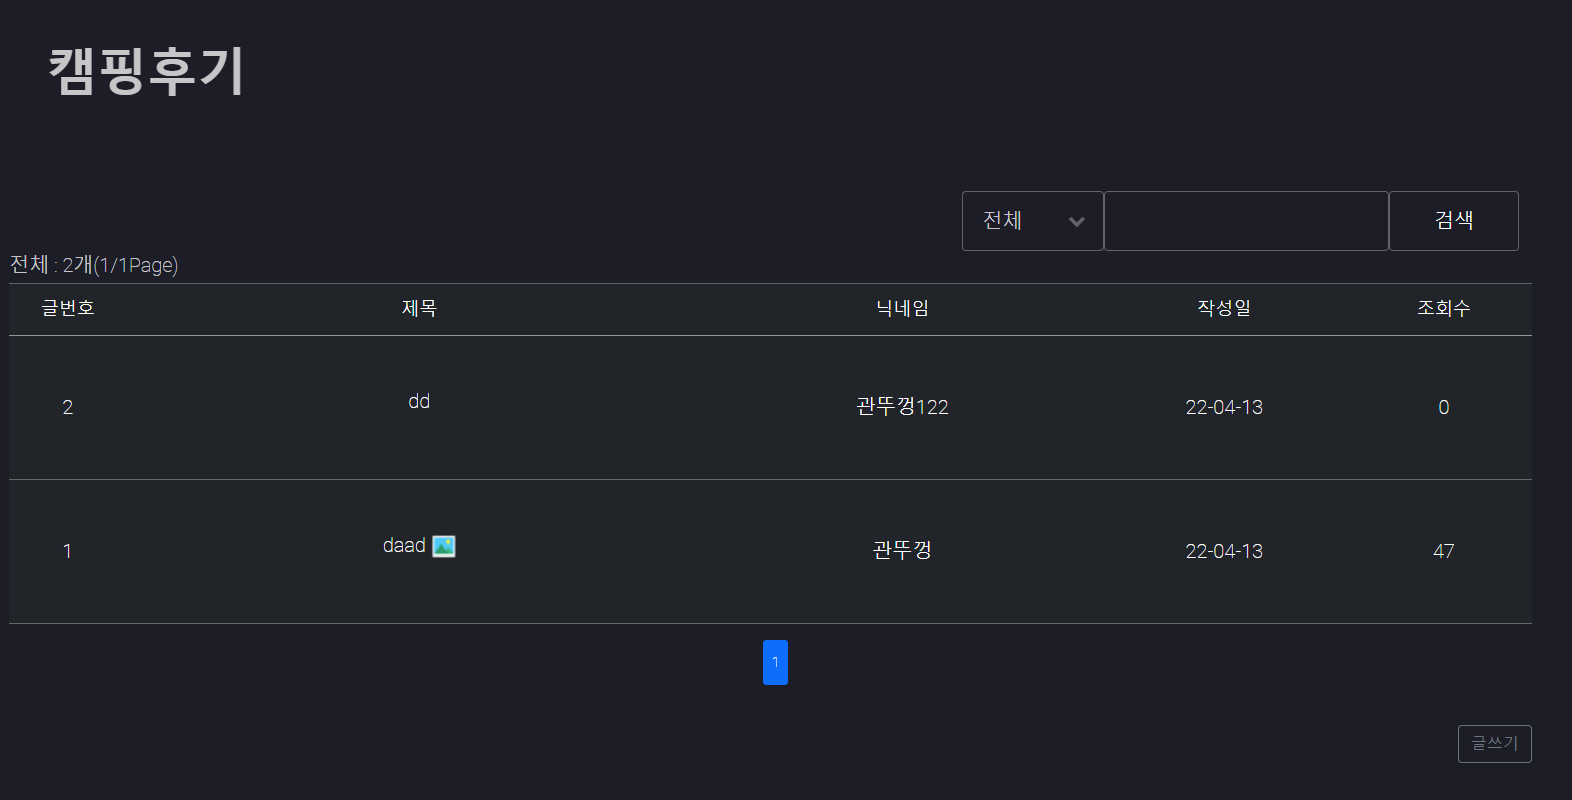 캠핑후기
전체 검색
전체 : 2개(1/1Page)
글번호 제목 닉네임 작성일 조회수
2 dd 관뚜껑122 22-04-13 0
1 daad 관뚜껑 22-04-13 47
1
글쓰기